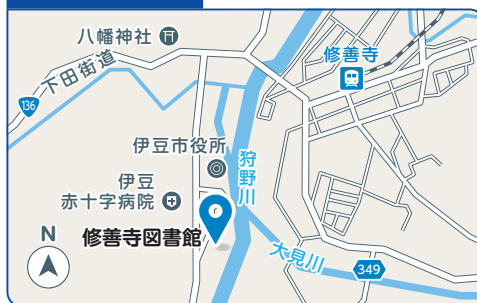 八幡神社
下田街道
136
修善寺
伊豆市役所
狩野川
伊豆
赤十字病院
修善寺図書館
大見川
349
N